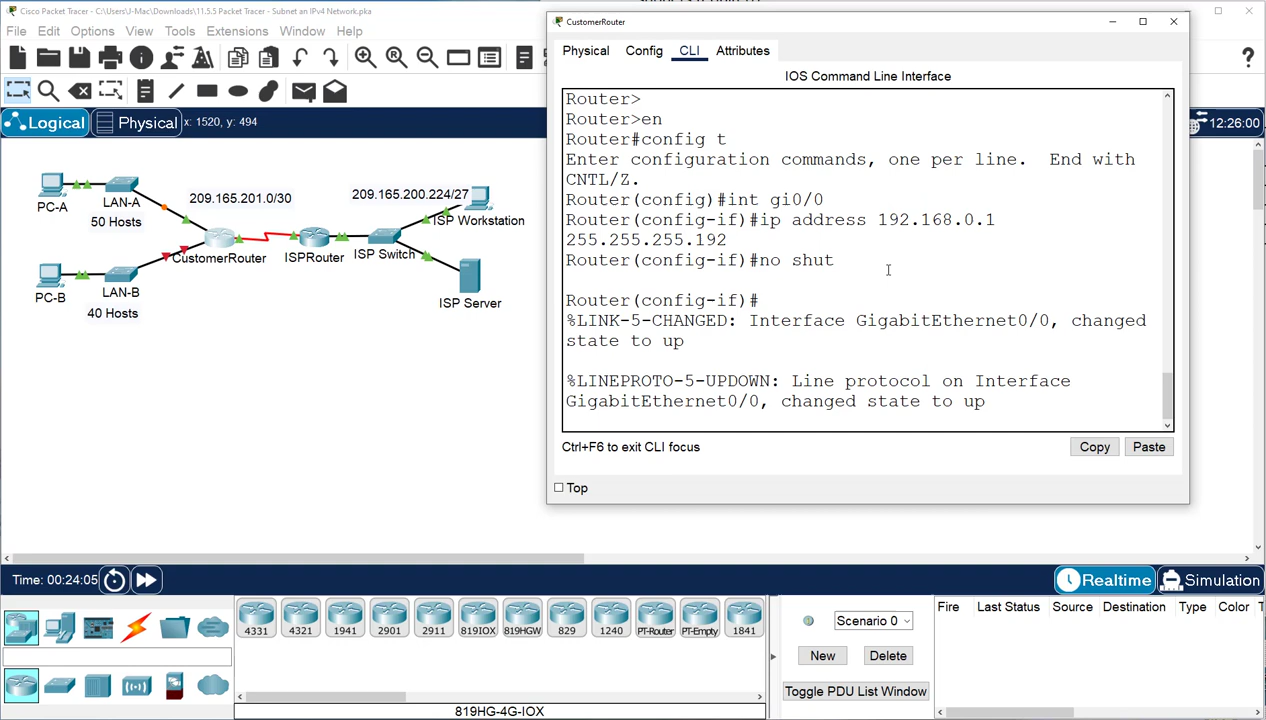 Cisco Packet Tracer - C:\Users\J-Mac\Downloads\11.5.5 Packet Tracer - Subnet an IPv4 Network.pka
File Edit Options View Tools Extensions Window Help
Logical Physical x: 1520, y: 494
12:26:00
209.165.201.0/30
209.165.200.224/27
PC-A
LAN-A
50 Hosts
ISP Workstation
CustomerRouter
ISPRouter
ISP Switch
PC-B
LAN-B
40 Hosts
ISP Server
CustomerRouter
Physical Config CLI Attributes
IOS Command Line Interface
Router>
Router>en
Router#config t
Enter configuration commands, one per line.  End with
CNTL/Z.
Router(config)#int gi0/0
Router(config-if)#ip address 192.168.0.1
255.255.255.192
Router(config-if)#no shut
Router(config-if)#
%LINK-5-CHANGED: Interface GigabitEthernet0/0, changed
state to up
%LINEPROTO-5-UPDOWN: Line protocol on Interface
GigabitEthernet0/0, changed state to up
Ctrl+F6 to exit CLI focus
Copy Paste
Top
Time: 00:24:05
Realtime Simulation
4331 4321 1941 2901 2911 819IOX 819HGW 829 1240 PT-Router PT-Empty 1841
819HG-4G-IOX
Scenario 0
New Delete
Toggle PDU List Window
Fire Last Status Source Destination Type Color